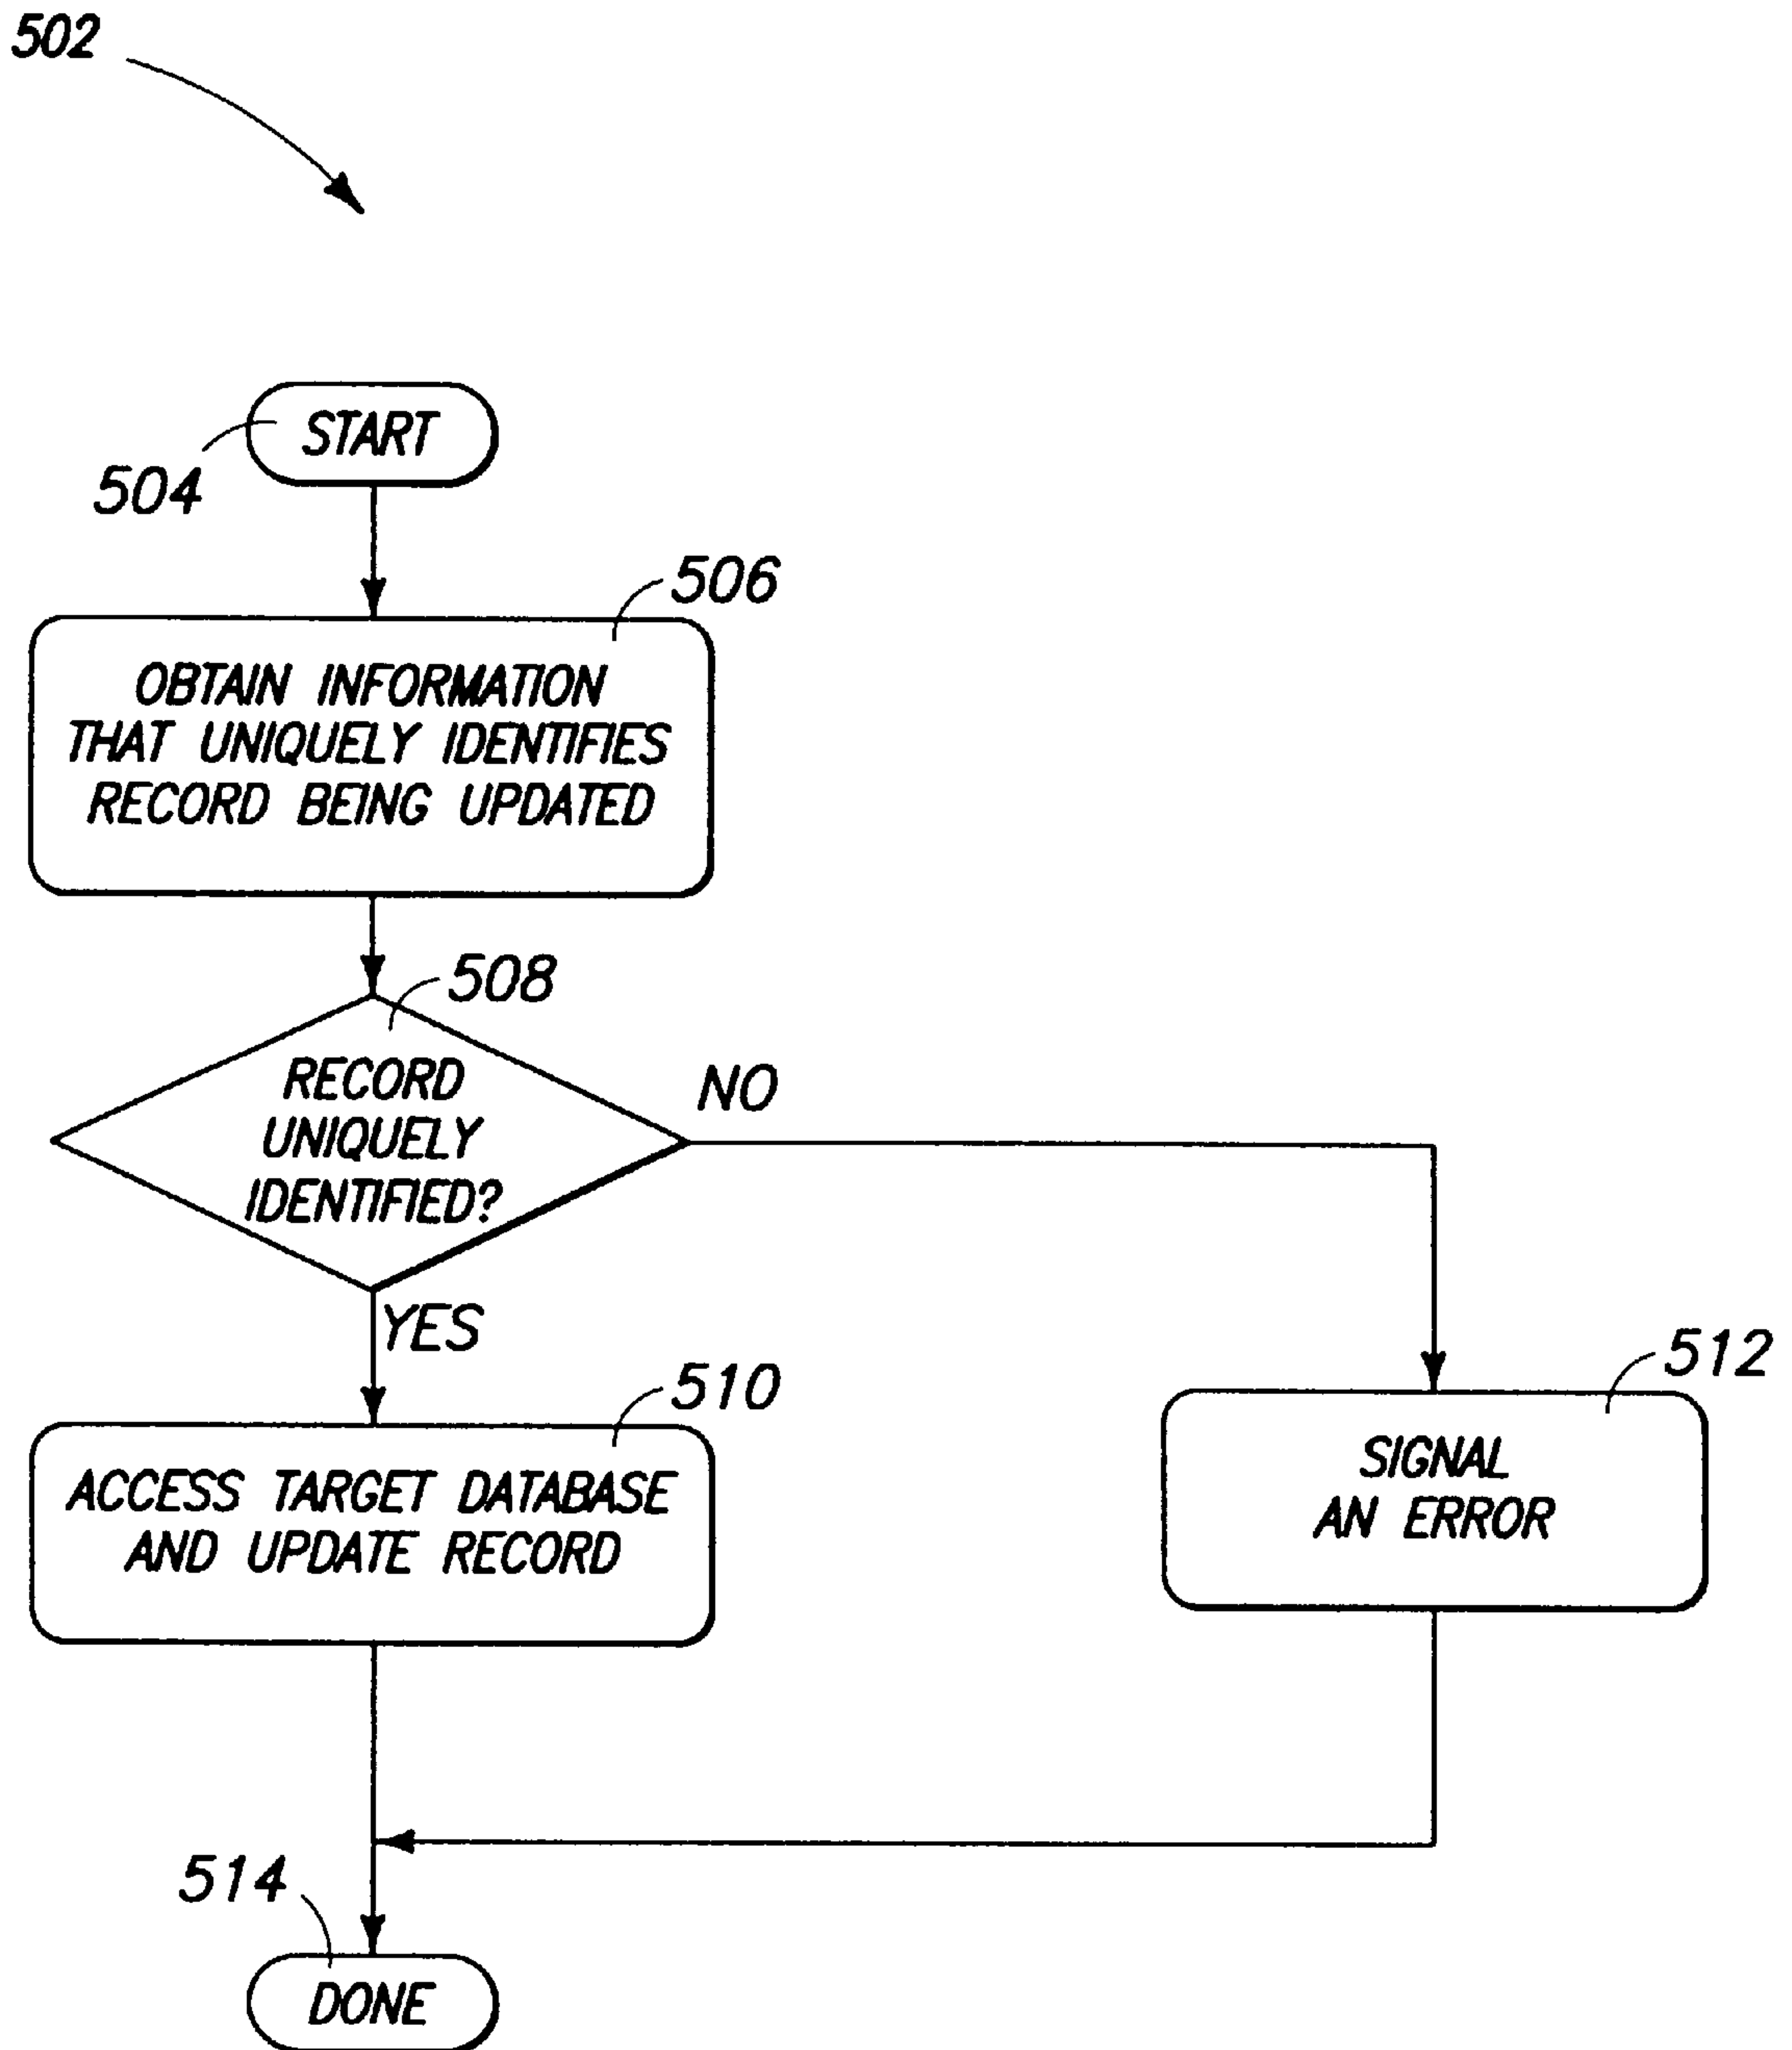 502
START
504
506
OBTAIN INFORMATION
THAT UNIQUELY IDENTIFIES
RECORD BEING UPDATED
508
RECORD
UNIQUELY
IDENTIFIED?
NO
YES
510
ACCESS TARGET DATABASE
AND UPDATE RECORD
512
SIGNAL
AN ERROR
514
DONE